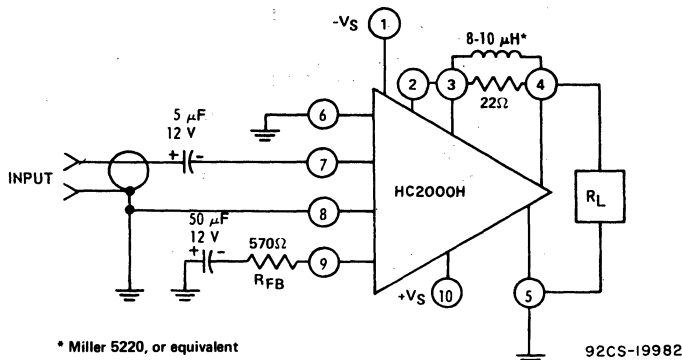 -VS
1
8-10 μH*
2
3
4
22Ω
5 μF
12 V
+ -
6
7
INPUT
HC2000H
RL
8
50 μF
12 V
+ -
570Ω
9
RFB
+VS
10
5
* Miller 5220, or equivalent
92CS-19982